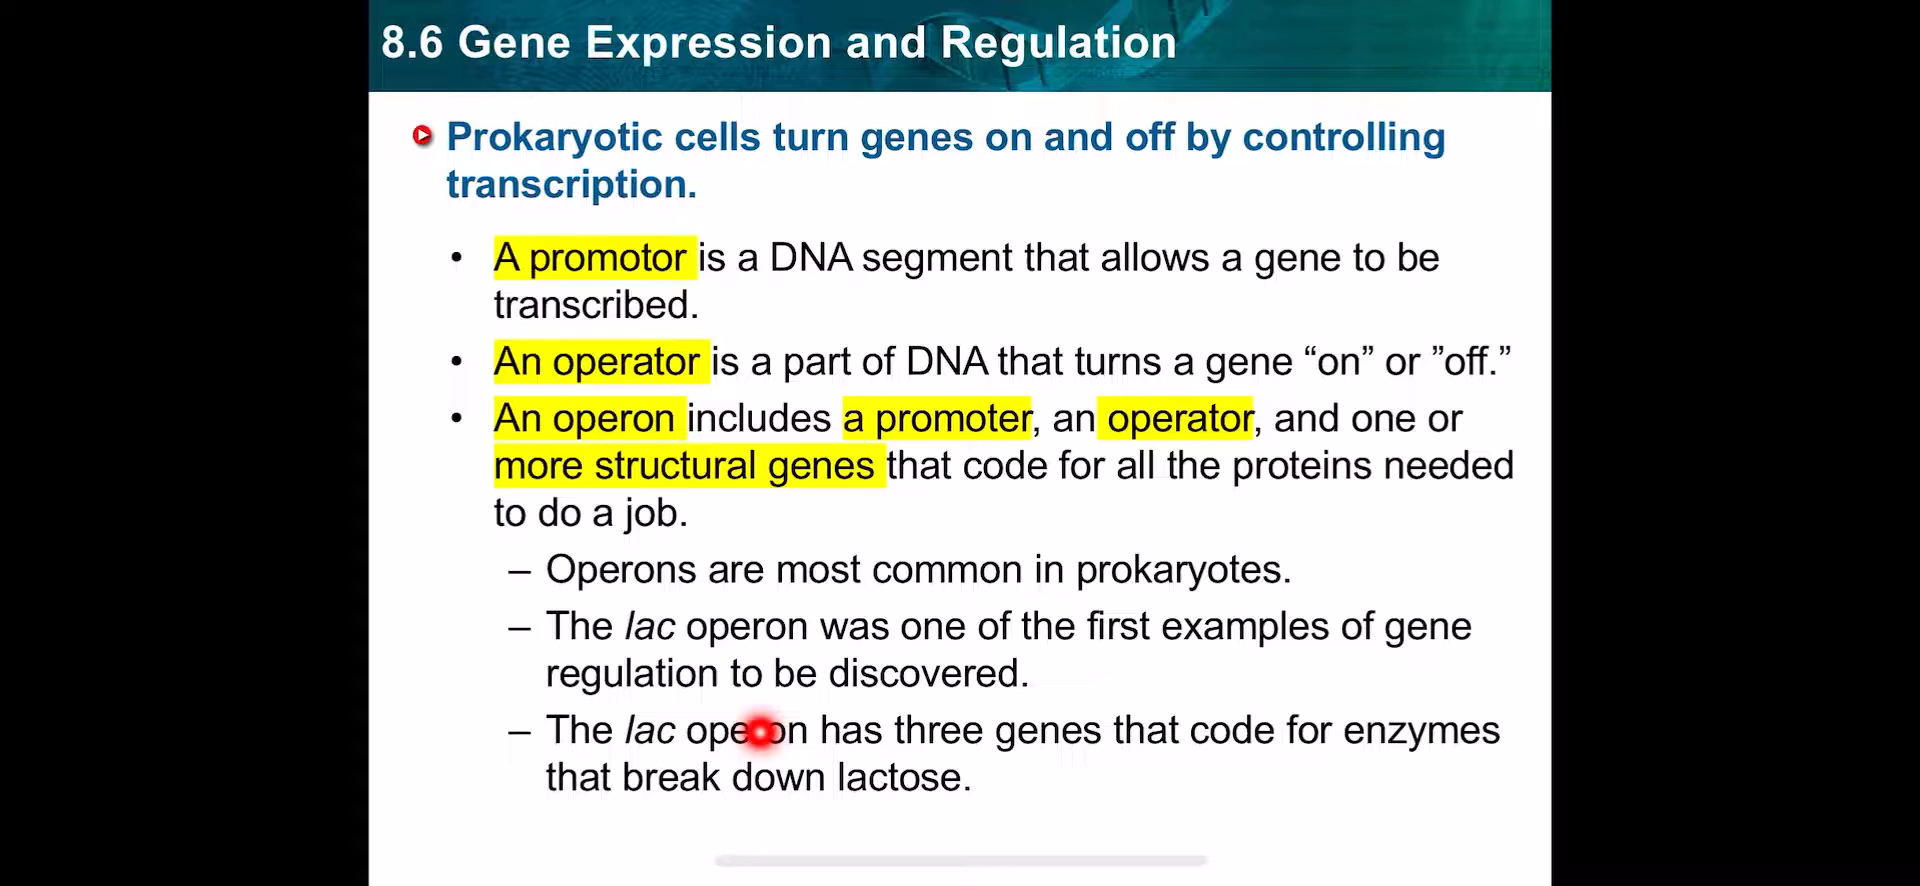 8.6 Gene Expression and Regulation
Prokaryotic cells turn genes on and off by controlling
transcription.
• A promotor is a DNA segment that allows a gene to be
transcribed.
• An operator is a part of DNA that turns a gene “on” or ”off.”
• An operon includes a promoter, an operator, and one or
more structural genes that code for all the proteins needed
to do a job.
– Operons are most common in prokaryotes.
– The lac operon was one of the first examples of gene
regulation to be discovered.
– The lac operon has three genes that code for enzymes
that break down lactose.